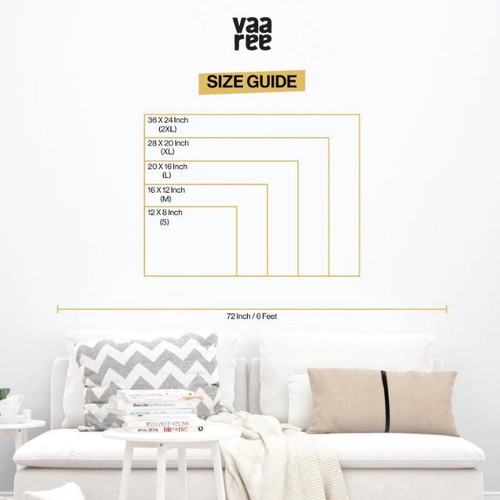 vaa
ree
SIZE GUIDE
36 X 24 Inch
(2XL)
28 X 20 Inch
(XL)
20 X 16 Inch
(L)
16 X 12 Inch
(M)
12 X 8 Inch
(S)
72 Inch / 6 Feet